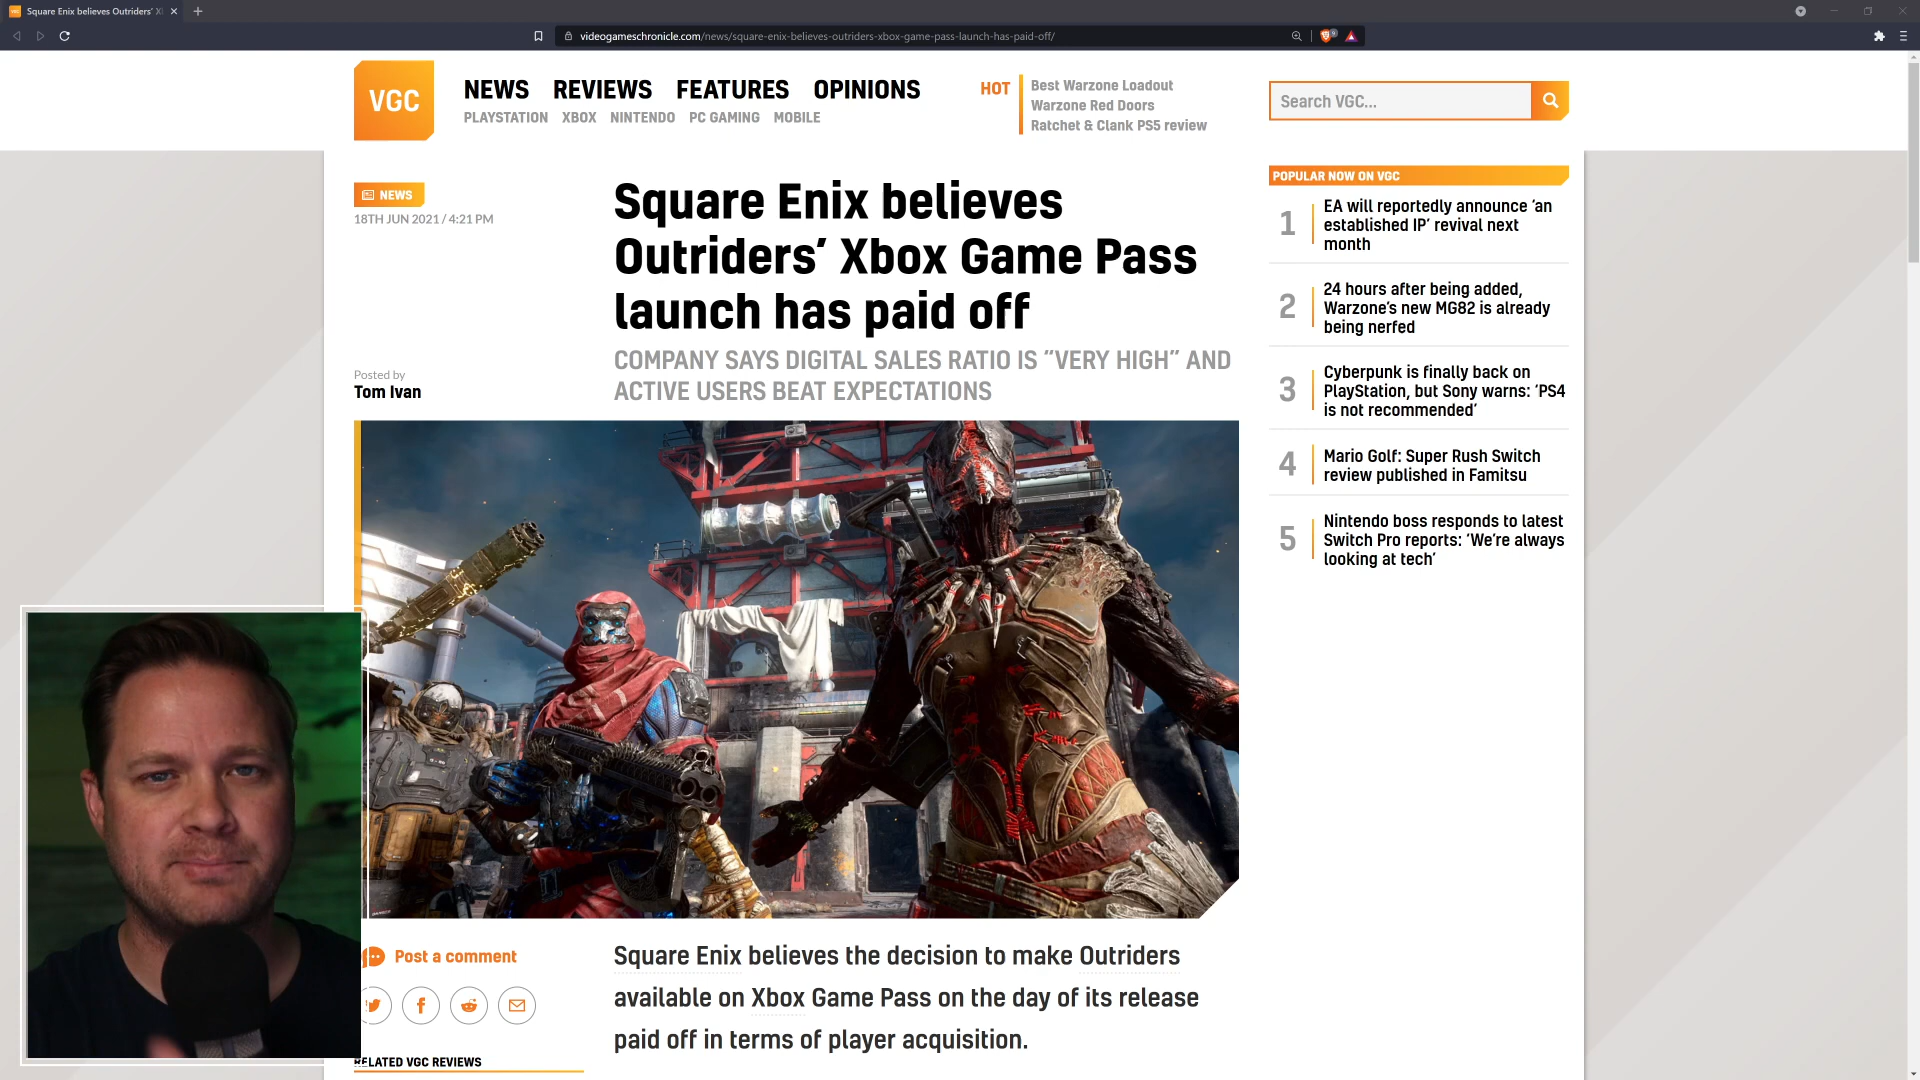 Square Enix believes Outriders' X
videogameschronicle.com/news/square-enix-believes-outriders-xbox-game-pass-launch-has-paid-off/
VGC
NEWS REVIEWS FEATURES OPINIONS
PLAYSTATION XBOX NINTENDO PC GAMING MOBILE
HOT
Best Warzone Loadout
Warzone Red Doors
Ratchet & Clank PS5 review
Search VGC...
NEWS
18TH JUN 2021 / 4:21 PM
Square Enix believes
Outriders' Xbox Game Pass
launch has paid off
COMPANY SAYS DIGITAL SALES RATIO IS "VERY HIGH" AND
ACTIVE USERS BEAT EXPECTATIONS
Posted by
Tom Ivan
POPULAR NOW ON VGC
1
EA will reportedly announce 'an
established IP' revival next
month
2
24 hours after being added,
Warzone's new MG82 is already
being nerfed
3
Cyberpunk is finally back on
PlayStation, but Sony warns: 'PS4
is not recommended'
4
Mario Golf: Super Rush Switch
review published in Famitsu
5
Nintendo boss responds to latest
Switch Pro reports: 'We're always
looking at tech'
Post a comment
Square Enix believes the decision to make Outriders
available on Xbox Game Pass on the day of its release
paid off in terms of player acquisition.
RELATED VGC REVIEWS